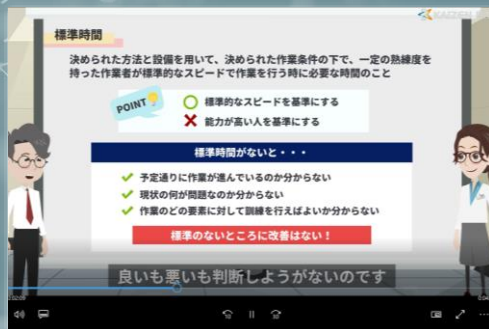 KAIZEN
標準時間
決められた方法と設備を用いて、決められた作業条件の下で、一定の熟練度を
持った作業者が標準的なスピードで作業を行う時に必要な時間のこと
POINT
標準的なスピードを基準にする
能力が高い人を基準にする
標準時間がないと・・・
予定通りに作業が進んでいるのか分からない
現状の何が問題なのか分からない
作業のどの要素に対して訓練を行えばよいか分からない
標準のないところに改善はない！
良いも悪いも判断しようがないのです